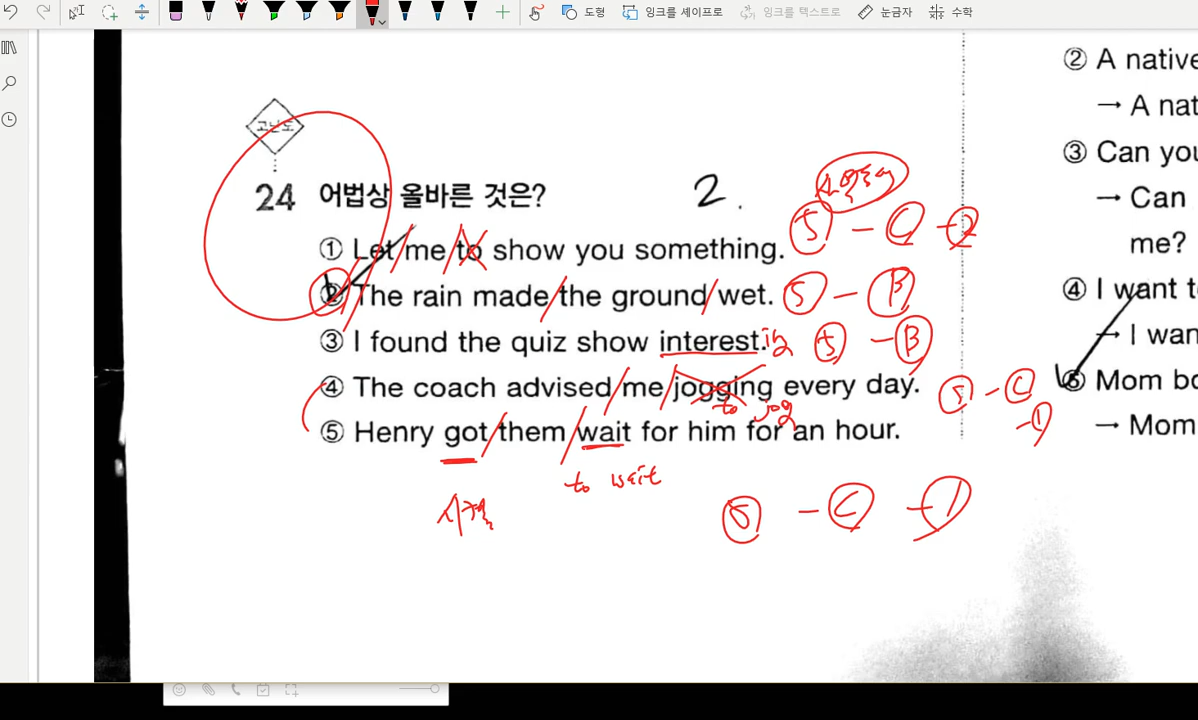 도형 잉크를 셰이프로 잉크를 텍스트로 눈금자 수학
고난도
24 어법상 올바른 것은?
2.
① Let me to show you something.
⑤ - C - 2
② The rain made the ground wet.
⑤ - B
③ I found the quiz show interest.ing
⑤ - B
④ The coach advised me jogging every day.
to jog
⑤ - C - 1
⑤ Henry got them wait for him for an hour.
to wait
⑤ - C - 1
② A native
→ A nat
③ Can you
→ Can
me?
④ I want t
→ I wan
⑤ Mom bo
→ Mom